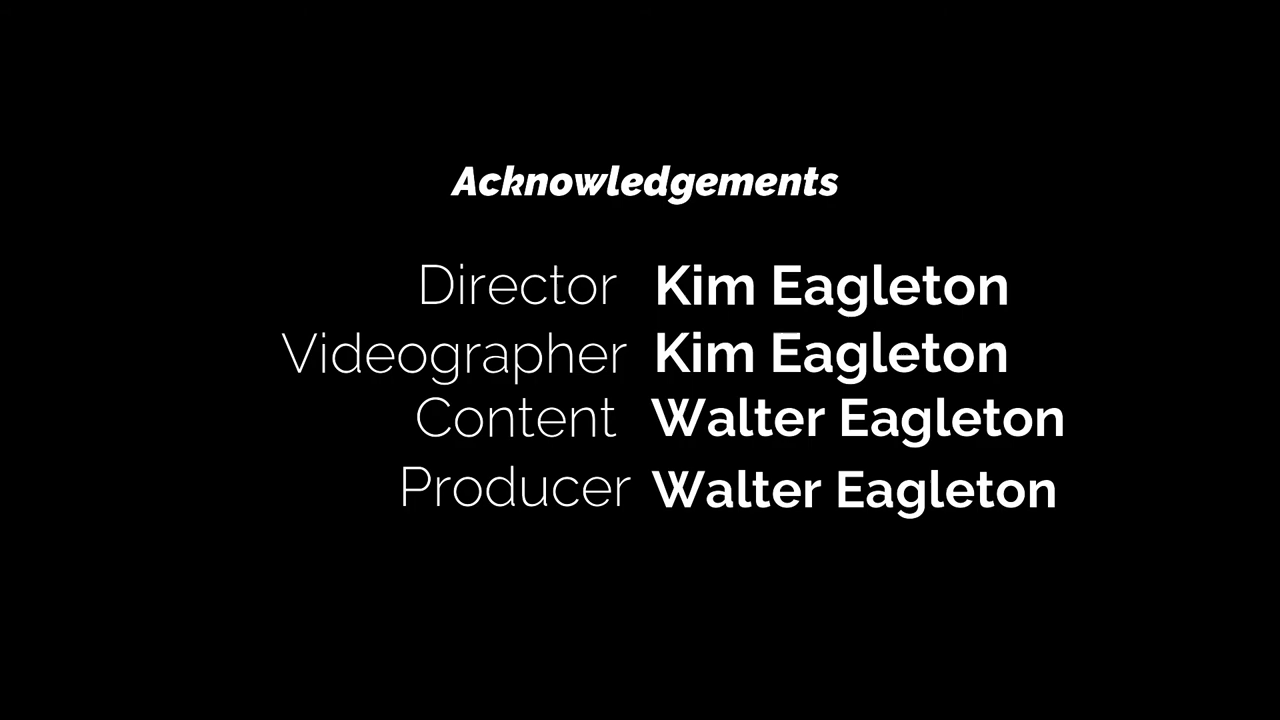 Acknowledgements
Director Kim Eagleton
Videographer Kim Eagleton
Content Walter Eagleton
Producer Walter Eagleton